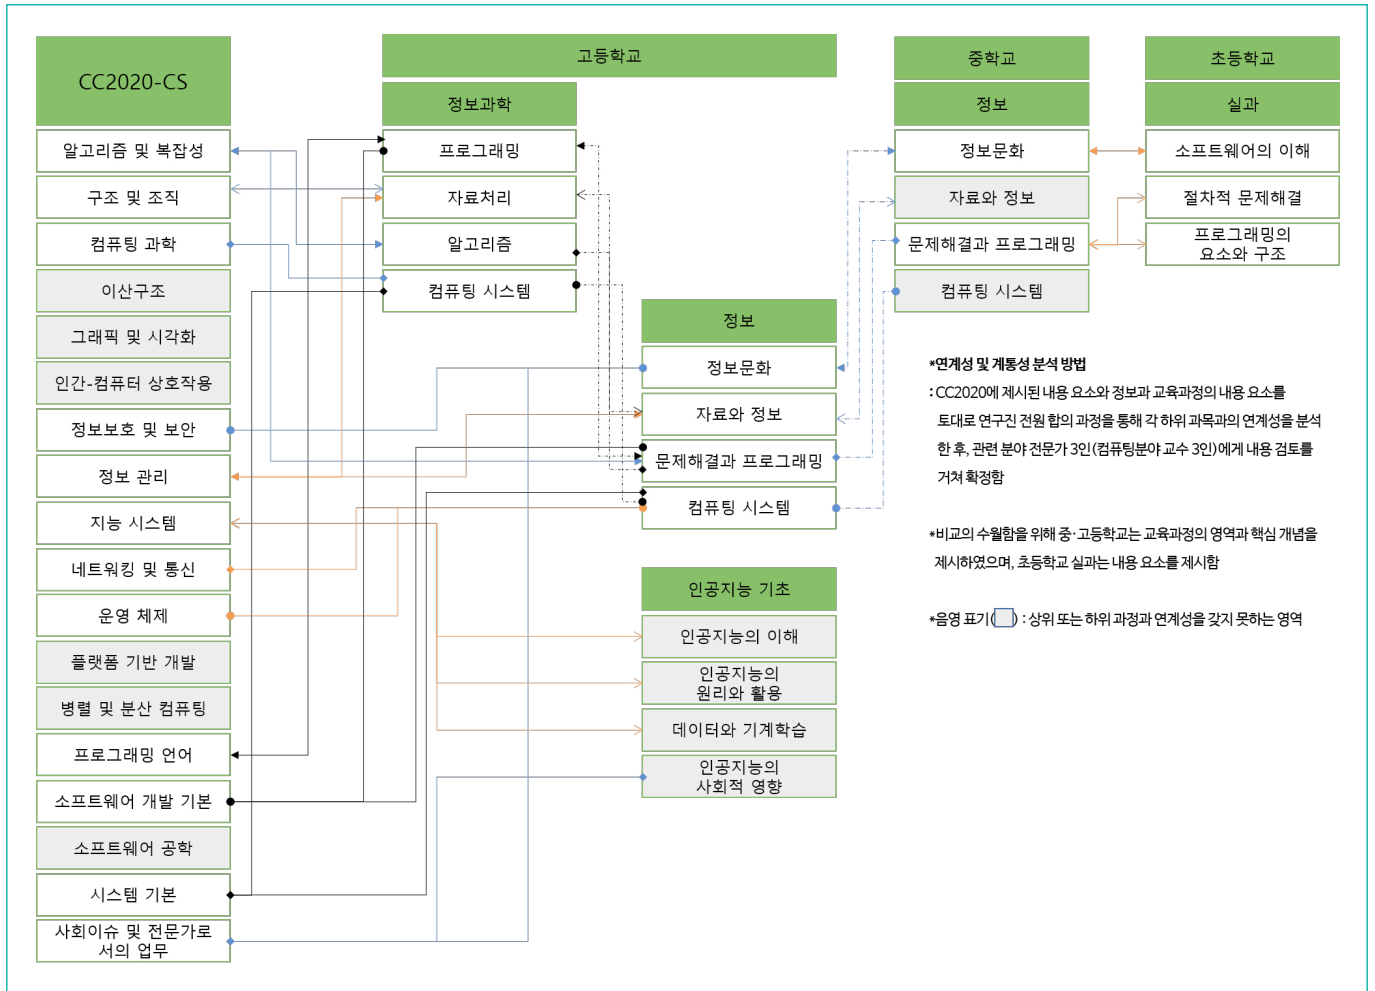 CC2020-CS
알고리즘 및 복잡성
구조 및 조직
컴퓨팅 과학
이산구조
그래픽 및 시각화
인간-컴퓨터 상호작용
정보보호 및 보안
정보 관리
지능 시스템
네트워킹 및 통신
운영 체제
플랫폼 기반 개발
병렬 및 분산 컴퓨팅
프로그래밍 언어
소프트웨어 개발 기본
소프트웨어 공학
시스템 기본
사회이슈 및 전문가로
서의 업무
고등학교
정보과학
프로그래밍
자료처리
알고리즘
컴퓨팅 시스템
정보
정보문화
자료와 정보
문제해결과 프로그래밍
컴퓨팅 시스템
인공지능 기초
인공지능의 이해
인공지능의
원리와 활용
데이터와 기계학습
인공지능의
사회적 영향
중학교
정보
정보문화
자료와 정보
문제해결과 프로그래밍
컴퓨팅 시스템
초등학교
실과
소프트웨어의 이해
절차적 문제해결
프로그래밍의
요소와 구조
*연계성 및 계통성 분석 방법
: CC2020에 제시된 내용 요소와 정보과 교육과정의 내용 요소를
토대로 연구진 전원 합의 과정을 통해 각 하위 과목과의 연계성을 분석
한 후, 관련 분야 전문가 3인(컴퓨팅분야 교수 3인)에게 내용 검토를
거쳐 확정함
*비교의 수월함을 위해 중·고등학교는 교육과정의 영역과 핵심 개념을
제시하였으며, 초등학교 실과는 내용 요소를 제시함
*음영 표기( ) : 상위 또는 하위 과정과 연계성을 갖지 못하는 영역